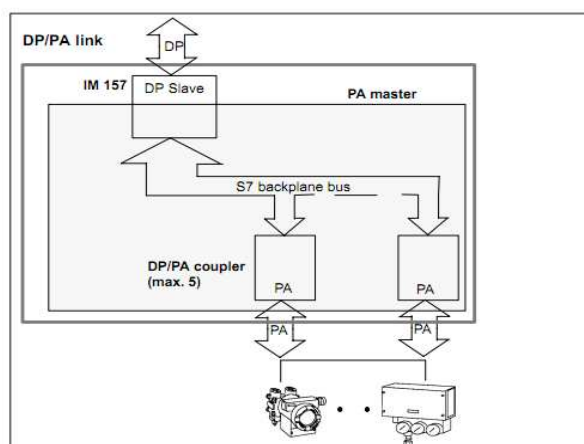 DP/PA link
DP
IM 157
DP Slave
PA master
S7 backplane bus
DP/PA coupler
(max. 5)
PA
PA
PA
PA